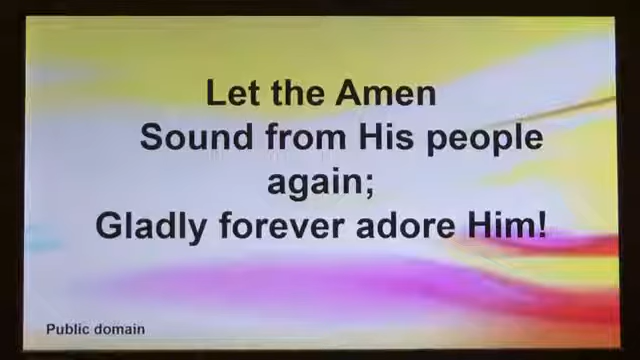 Let the Amen
Sound from His people
again;
Gladly forever adore Him!
Public domain